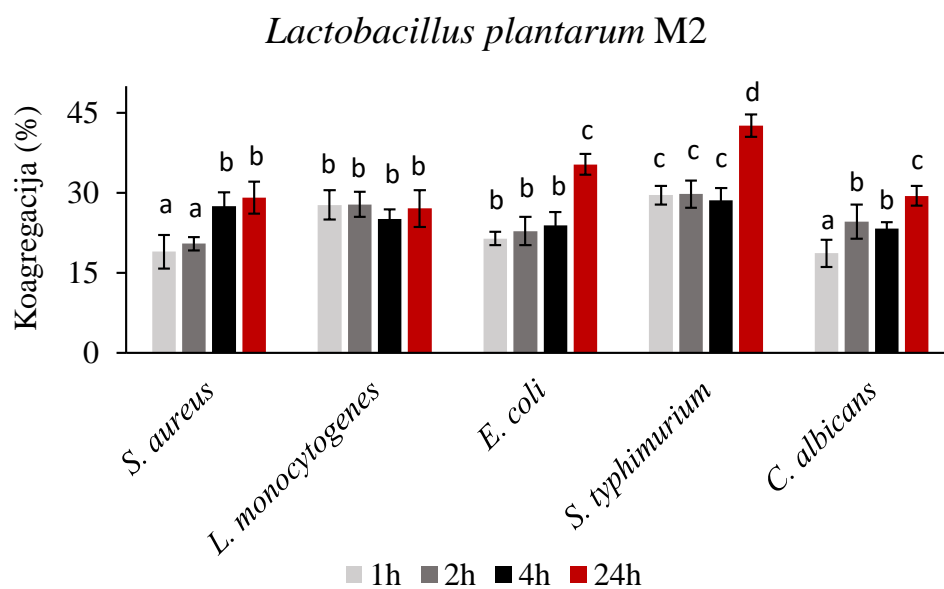 Lactobacillus plantarum M2
Koagregacija (%)
45
30
15
0
a a b b
b b b b
b b b c
c c c d
a b b c
S. aureus
L. monocytogenes
E. coli
S. typhimurium
C. albicans
1h 2h 4h 24h